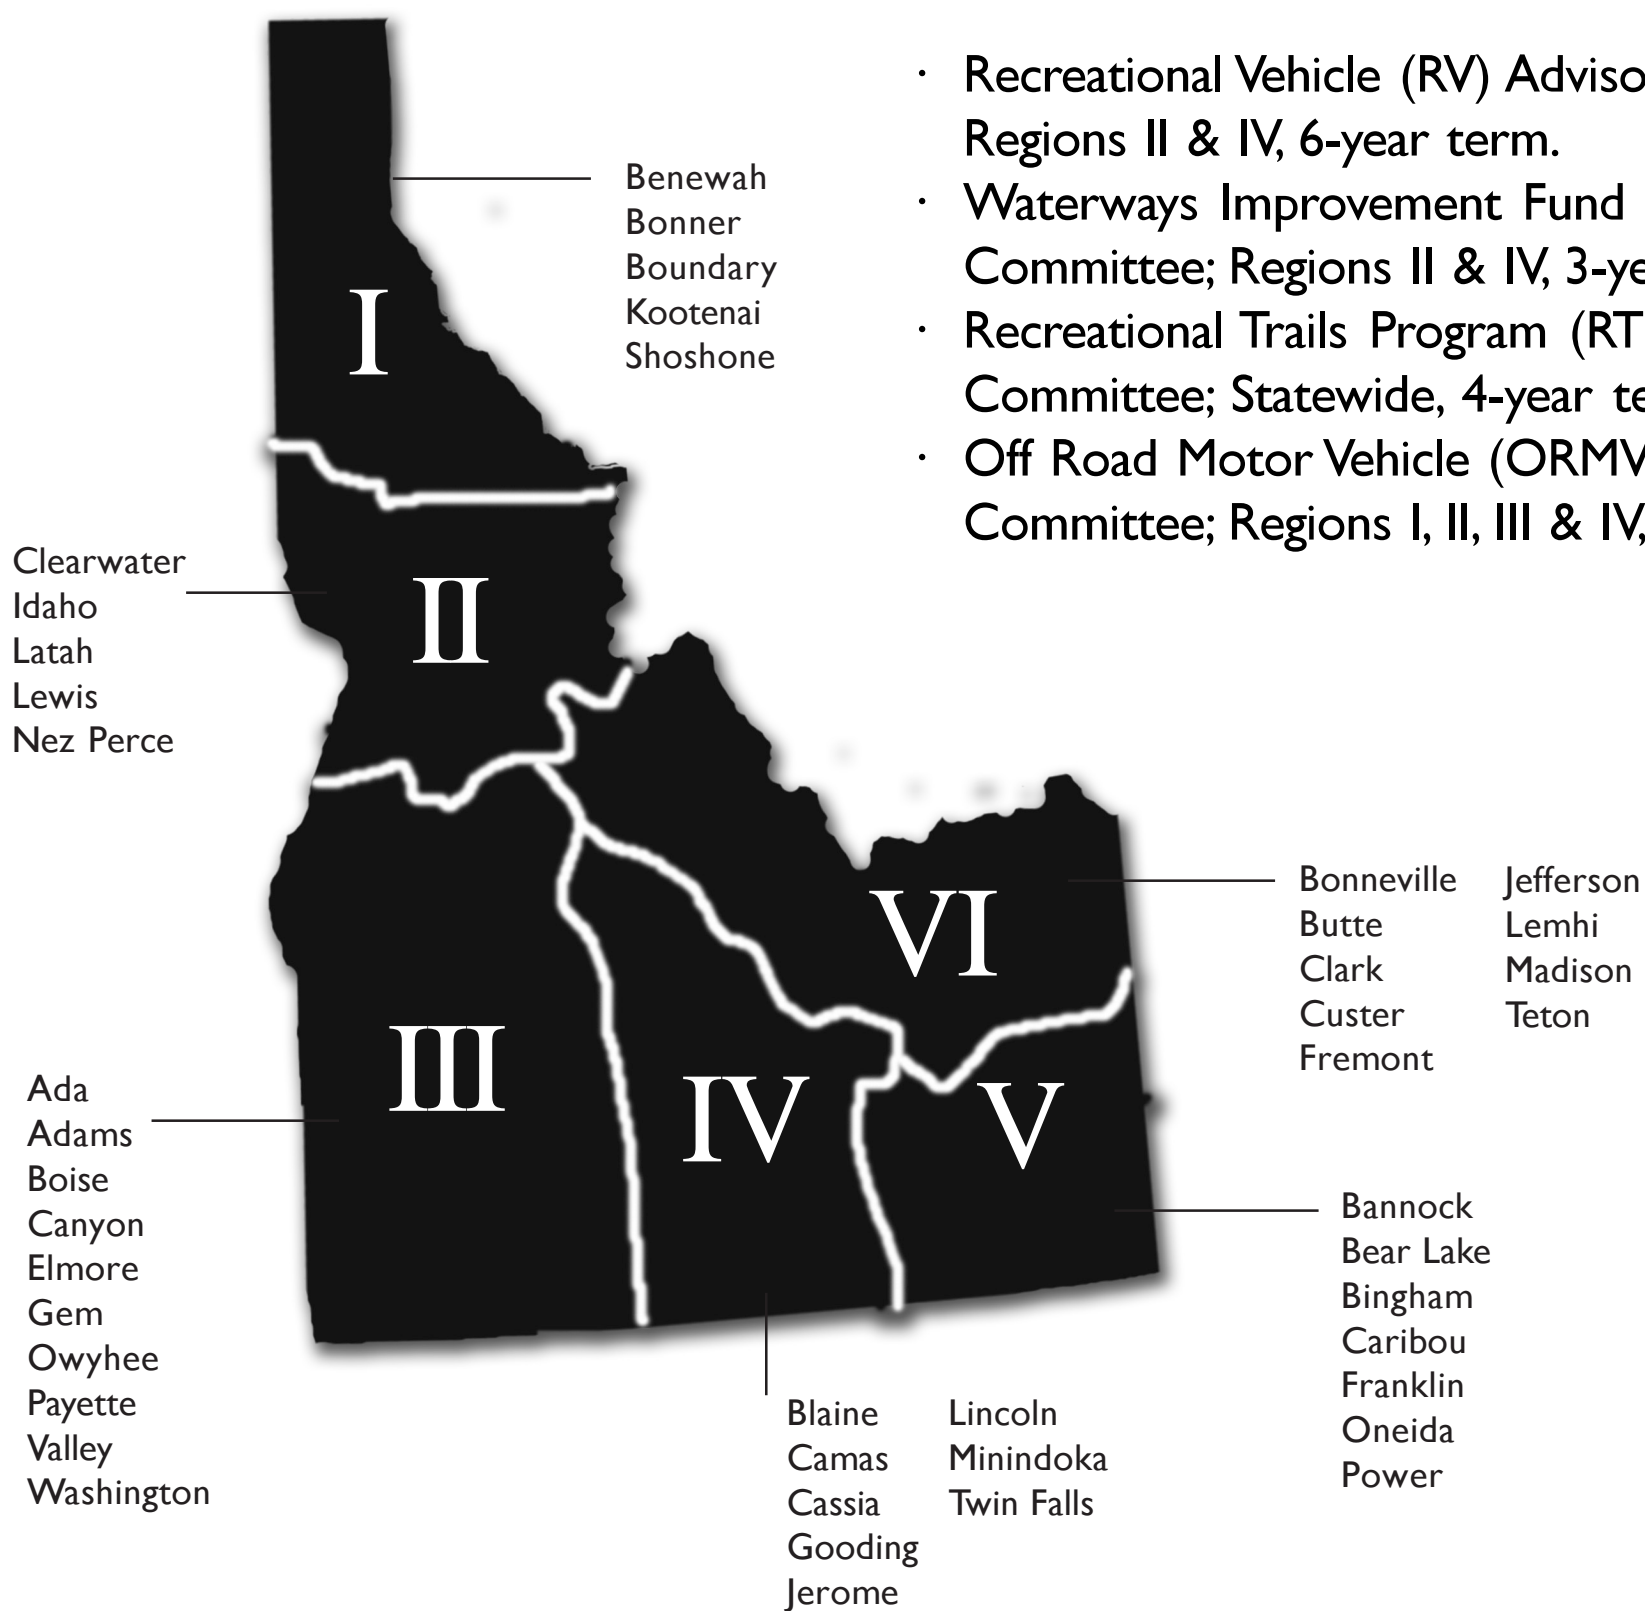 · Recreational Vehicle (RV) Adviso
Regions II & IV, 6-year term.
· Waterways Improvement Fund
Committee; Regions II & IV, 3-ye
· Recreational Trails Program (RT
Committee; Statewide, 4-year te
· Off Road Motor Vehicle (ORMV
Committee; Regions I, II, III & IV,
Benewah
Bonner
Boundary
Kootenai
Shoshone
I
Clearwater
Idaho
Latah
Lewis
Nez Perce
II
VI
Bonneville
Butte
Clark
Custer
Fremont
Jefferson
Lemhi
Madison
Teton
III
IV
V
Ada
Adams
Boise
Canyon
Elmore
Gem
Owyhee
Payette
Valley
Washington
Blaine
Camas
Cassia
Gooding
Jerome
Lincoln
Minindoka
Twin Falls
Bannock
Bear Lake
Bingham
Caribou
Franklin
Oneida
Power